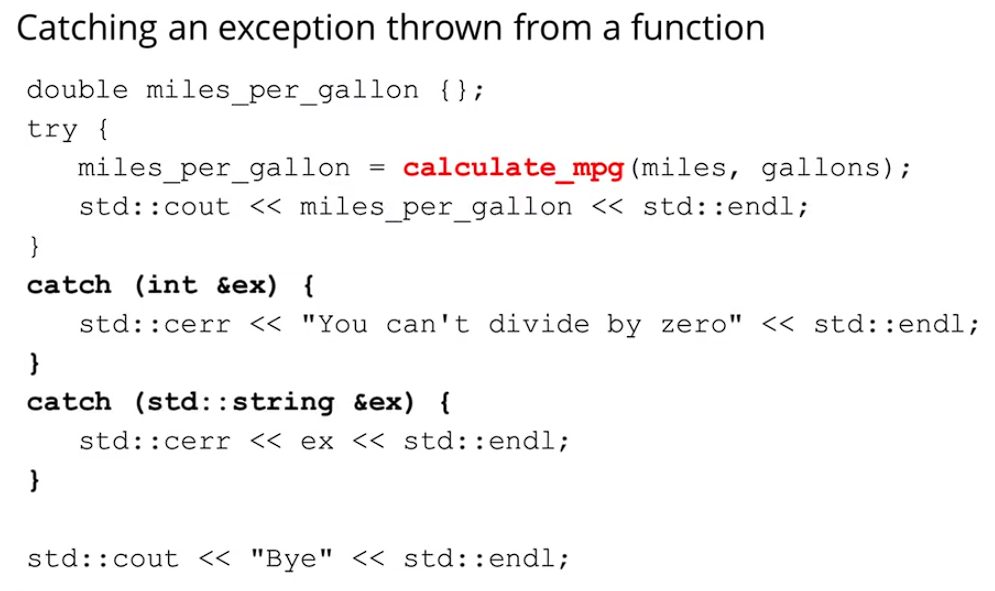 Catching an exception thrown from a function
double miles_per_gallon {};
try {
   miles_per_gallon = calculate_mpg(miles, gallons);
   std::cout << miles_per_gallon << std::endl;
}
catch (int &ex) {
   std::cerr << "You can't divide by zero" << std::endl;
}
catch (std::string &ex) {
   std::cerr << ex << std::endl;
}
std::cout << "Bye" << std::endl;